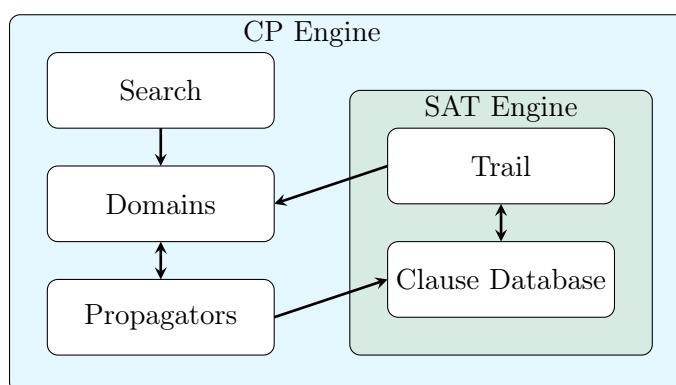 CP Engine
Search
SAT Engine
Trail
Domains
Clause Database
Propagators